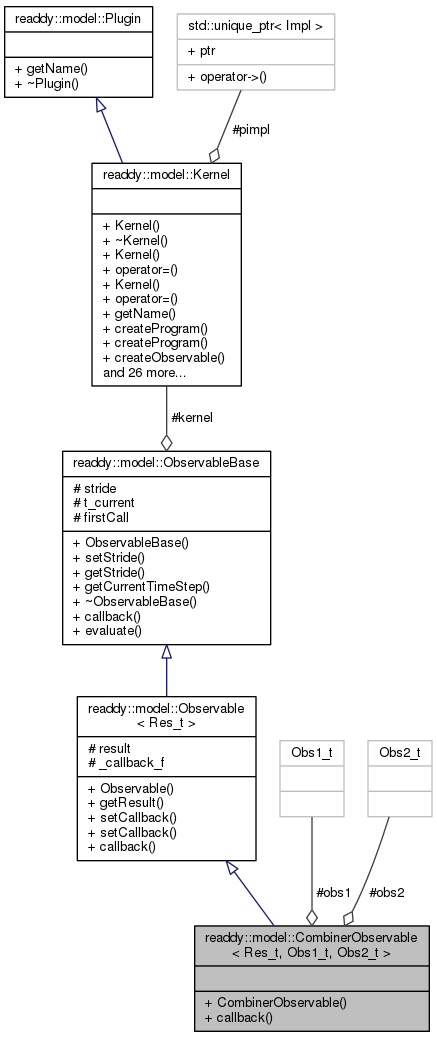 readdy::model::Plugin
+ getName()
+ ~Plugin()
std::unique_ptr< Impl >
+ ptr
+ operator->()
#pimpl
readdy::model::Kernel
+ Kernel()
+ ~Kernel()
+ Kernel()
+ operator=()
+ Kernel()
+ operator=()
+ getName()
+ createProgram()
+ createProgram()
+ createObservable()
and 26 more...
#kernel
readdy::model::ObservableBase
# stride
# t_current
# firstCall
+ ObservableBase()
+ setStride()
+ getStride()
+ getCurrentTimeStep()
+ ~ObservableBase()
+ callback()
+ evaluate()
readdy::model::Observable
< Res_t >
# result
# _callback_f
+ Observable()
+ getResult()
+ setCallback()
+ setCallback()
+ callback()
Obs1_t
Obs2_t
#obs1
#obs2
readdy::model::CombinerObservable
< Res_t, Obs1_t, Obs2_t >
+ CombinerObservable()
+ callback()